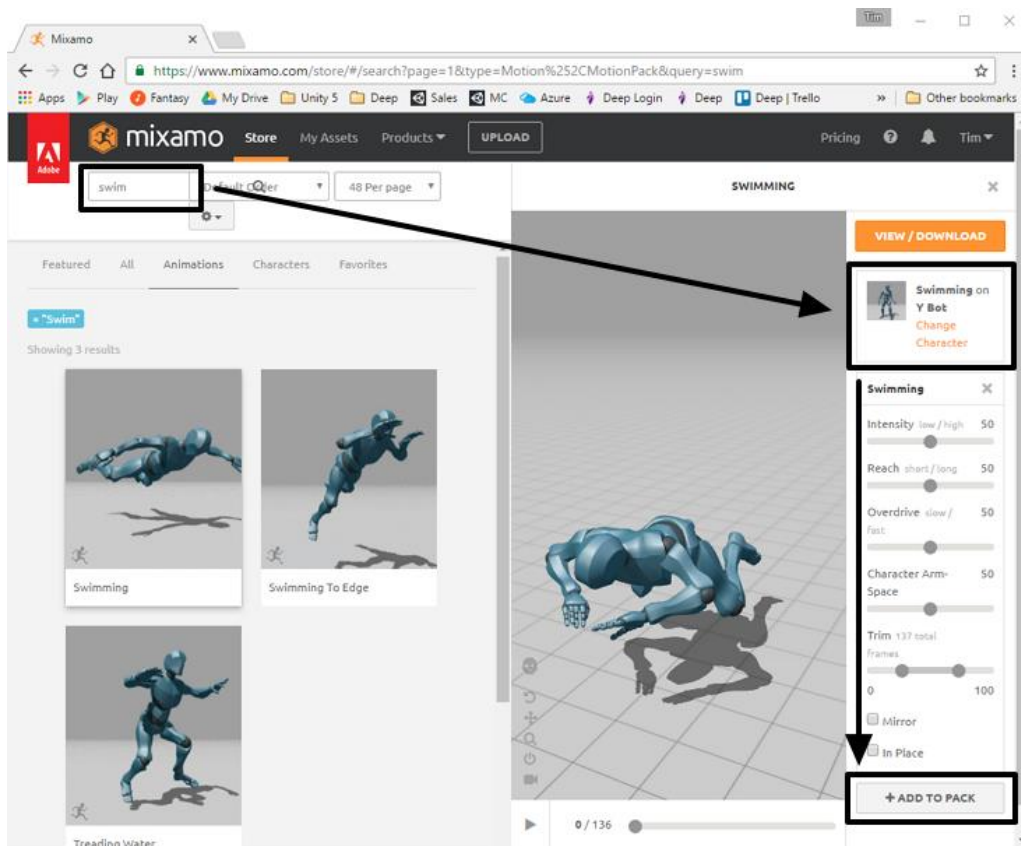 Tim
Mixamo
https://www.mixamo.com/store/#/search?page=1&type=Motion%252CMotionPack&query=swim
Apps Play Fantasy My Drive Unity 5 Deep Sales MC Azure Deep Login Deep Deep | Trello » Other bookmarks
Adobe
mixamo Store My Assets Products UPLOAD Pricing Tim
swim Default Order 48 Per page
SWIMMING
VIEW / DOWNLOAD
Featured All Animations Characters Favorites
Swimming on
Y Bot
Change
Character
× "Swim"
Showing 3 results
Swimming
Intensity low / high 50
Reach short / long 50
Overdrive slow / 50
fast
Character Arm- 50
Space
Swimming Swimming To Edge
Trim 137 total
frames
0 100
Mirror
In Place
+ ADD TO PACK
0 / 136
Treading Water